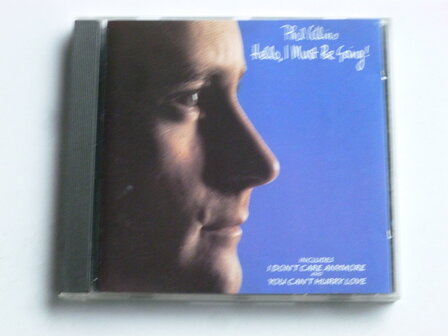 Phil Collins
Hello, I Must Be Going!
INCLUDES
I DON'T CARE ANYMORE
AND
YOU CAN'T HURRY LOVE